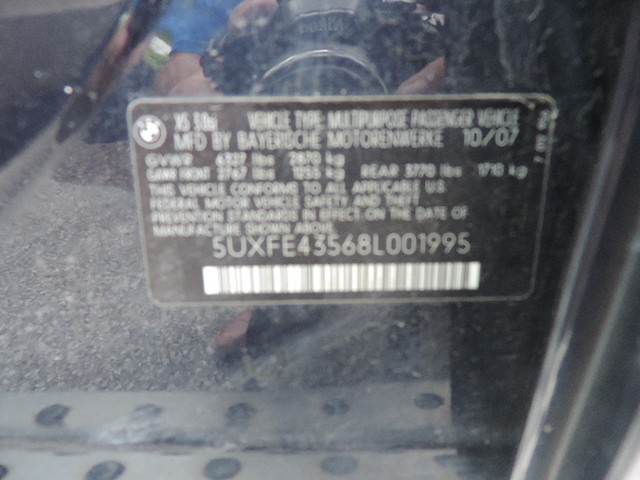 X5 3.0si VEHICLE TYPE: MULTIPURPOSE PASSENGER VEHICLE
MFD BY BAYERISCHE MOTORENWERKE 10/07
GVWR 6327 lbs 2870 kg
GAWR FRONT 2767 lbs 1255 kg REAR 3770 lbs 1710 kg
THIS VEHICLE CONFORMS TO ALL APPLICABLE U.S.
FEDERAL MOTOR VEHICLE SAFETY AND THEFT
PREVENTION STANDARDS IN EFFECT ON THE DATE OF
MANUFACTURE SHOWN ABOVE.
5UXFE43568L001995